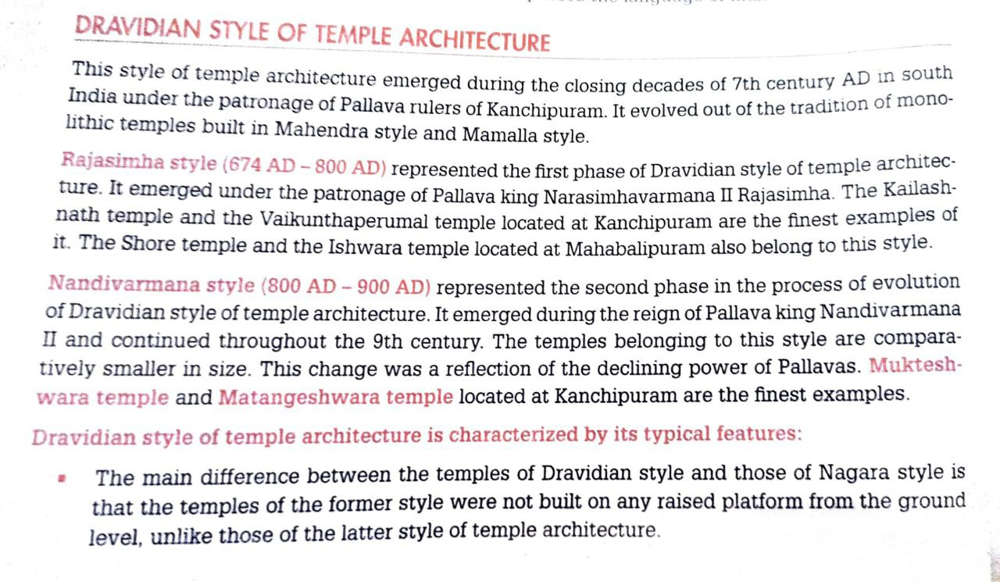 DRAVIDIAN STYLE OF TEMPLE ARCHITECTURE
This style of temple architecture emerged during the closing decades of 7th century AD in south
India under the patronage of Pallava rulers of Kanchipuram. It evolved out of the tradition of mono-
lithic temples built in Mahendra style and Mamalla style.
Rajasimha style (674 AD – 800 AD) represented the first phase of Dravidian style of temple architec-
ture. It emerged under the patronage of Pallava king Narasimhavarmana II Rajasimha. The Kailash-
nath temple and the Vaikunthaperumal temple located at Kanchipuram are the finest examples of
it. The Shore temple and the Ishwara temple located at Mahabalipuram also belong to this style.
Nandivarmana style (800 AD – 900 AD) represented the second phase in the process of evolution
of Dravidian style of temple architecture. It emerged during the reign of Pallava king Nandivarmana
II and continued throughout the 9th century. The temples belonging to this style are compara-
tively smaller in size. This change was a reflection of the declining power of Pallavas. Muktesh-
wara temple and Matangeshwara temple located at Kanchipuram are the finest examples.
Dravidian style of temple architecture is characterized by its typical features:
▪ The main difference between the temples of Dravidian style and those of Nagara style is
that the temples of the former style were not built on any raised platform from the ground
level, unlike those of the latter style of temple architecture.